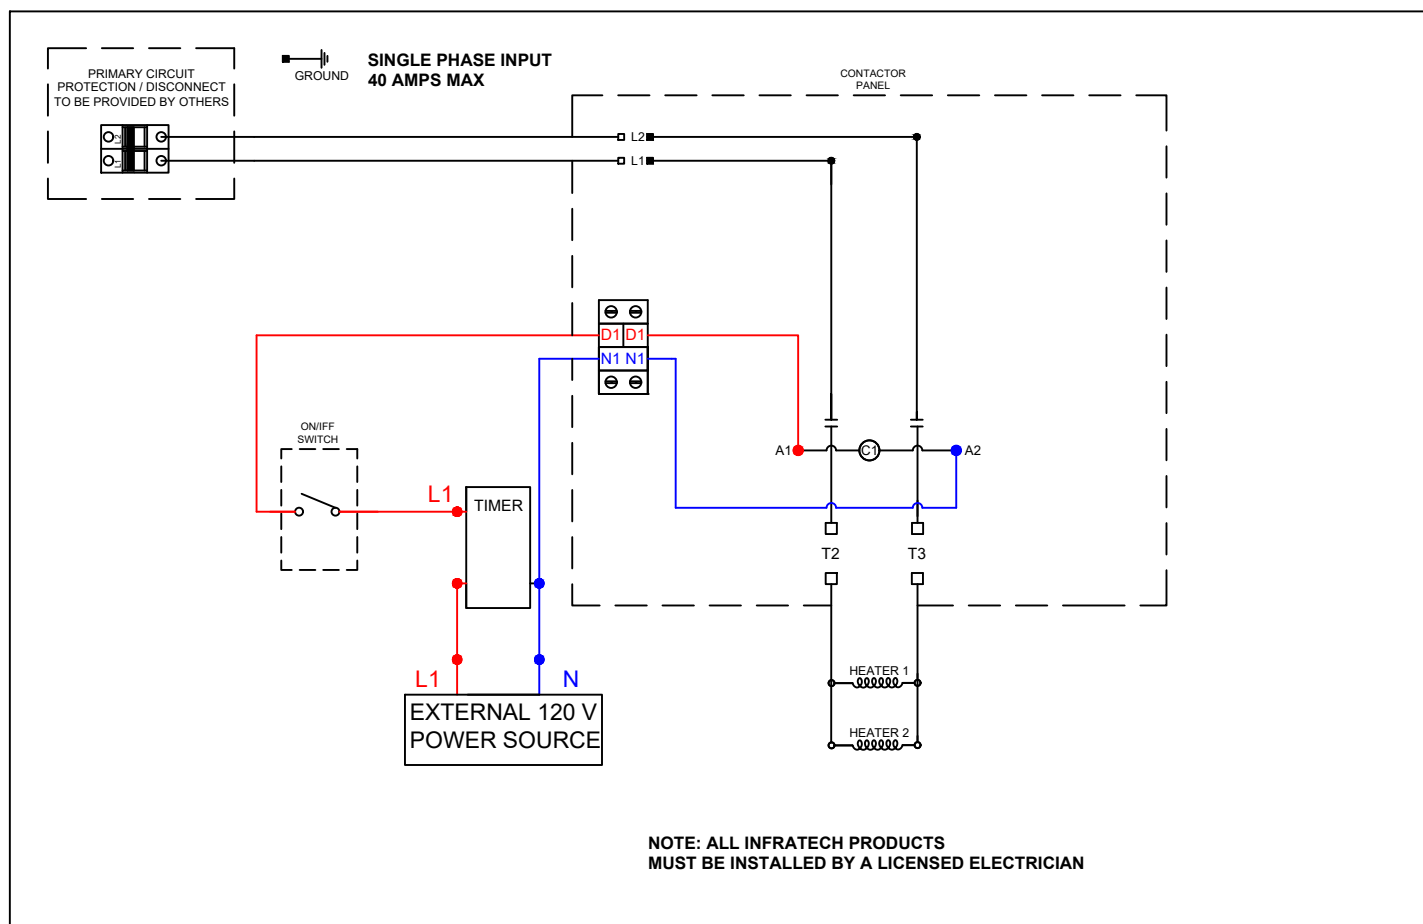 PRIMARY CIRCUIT
PROTECTION / DISCONNECT
TO BE PROVIDED BY OTHERS
L2
L1
GROUND
SINGLE PHASE INPUT
40 AMPS MAX
CONTACTOR
PANEL
L2
L1
D1 D1
N1 N1
ON/IFF
SWITCH
A1
C1
A2
L1
TIMER
T2
T3
L1
N
EXTERNAL 120 V
POWER SOURCE
HEATER 1
HEATER 2
NOTE: ALL INFRATECH PRODUCTS
MUST BE INSTALLED BY A LICENSED ELECTRICIAN